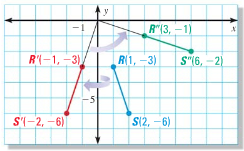 y
−1
R″(3, −1)
x
R′(−1, −3)
R(1, −3)
S″(6, −2)
−5
S′(−2, −6)
S(2, −6)